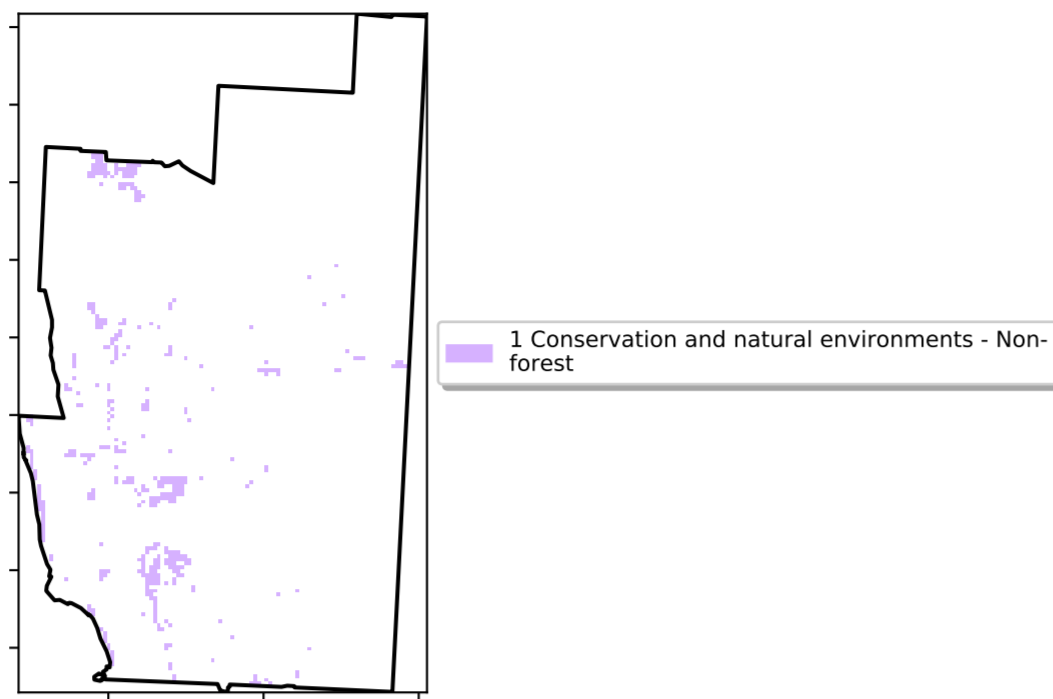 1 Conservation and natural environments - Non-
forest